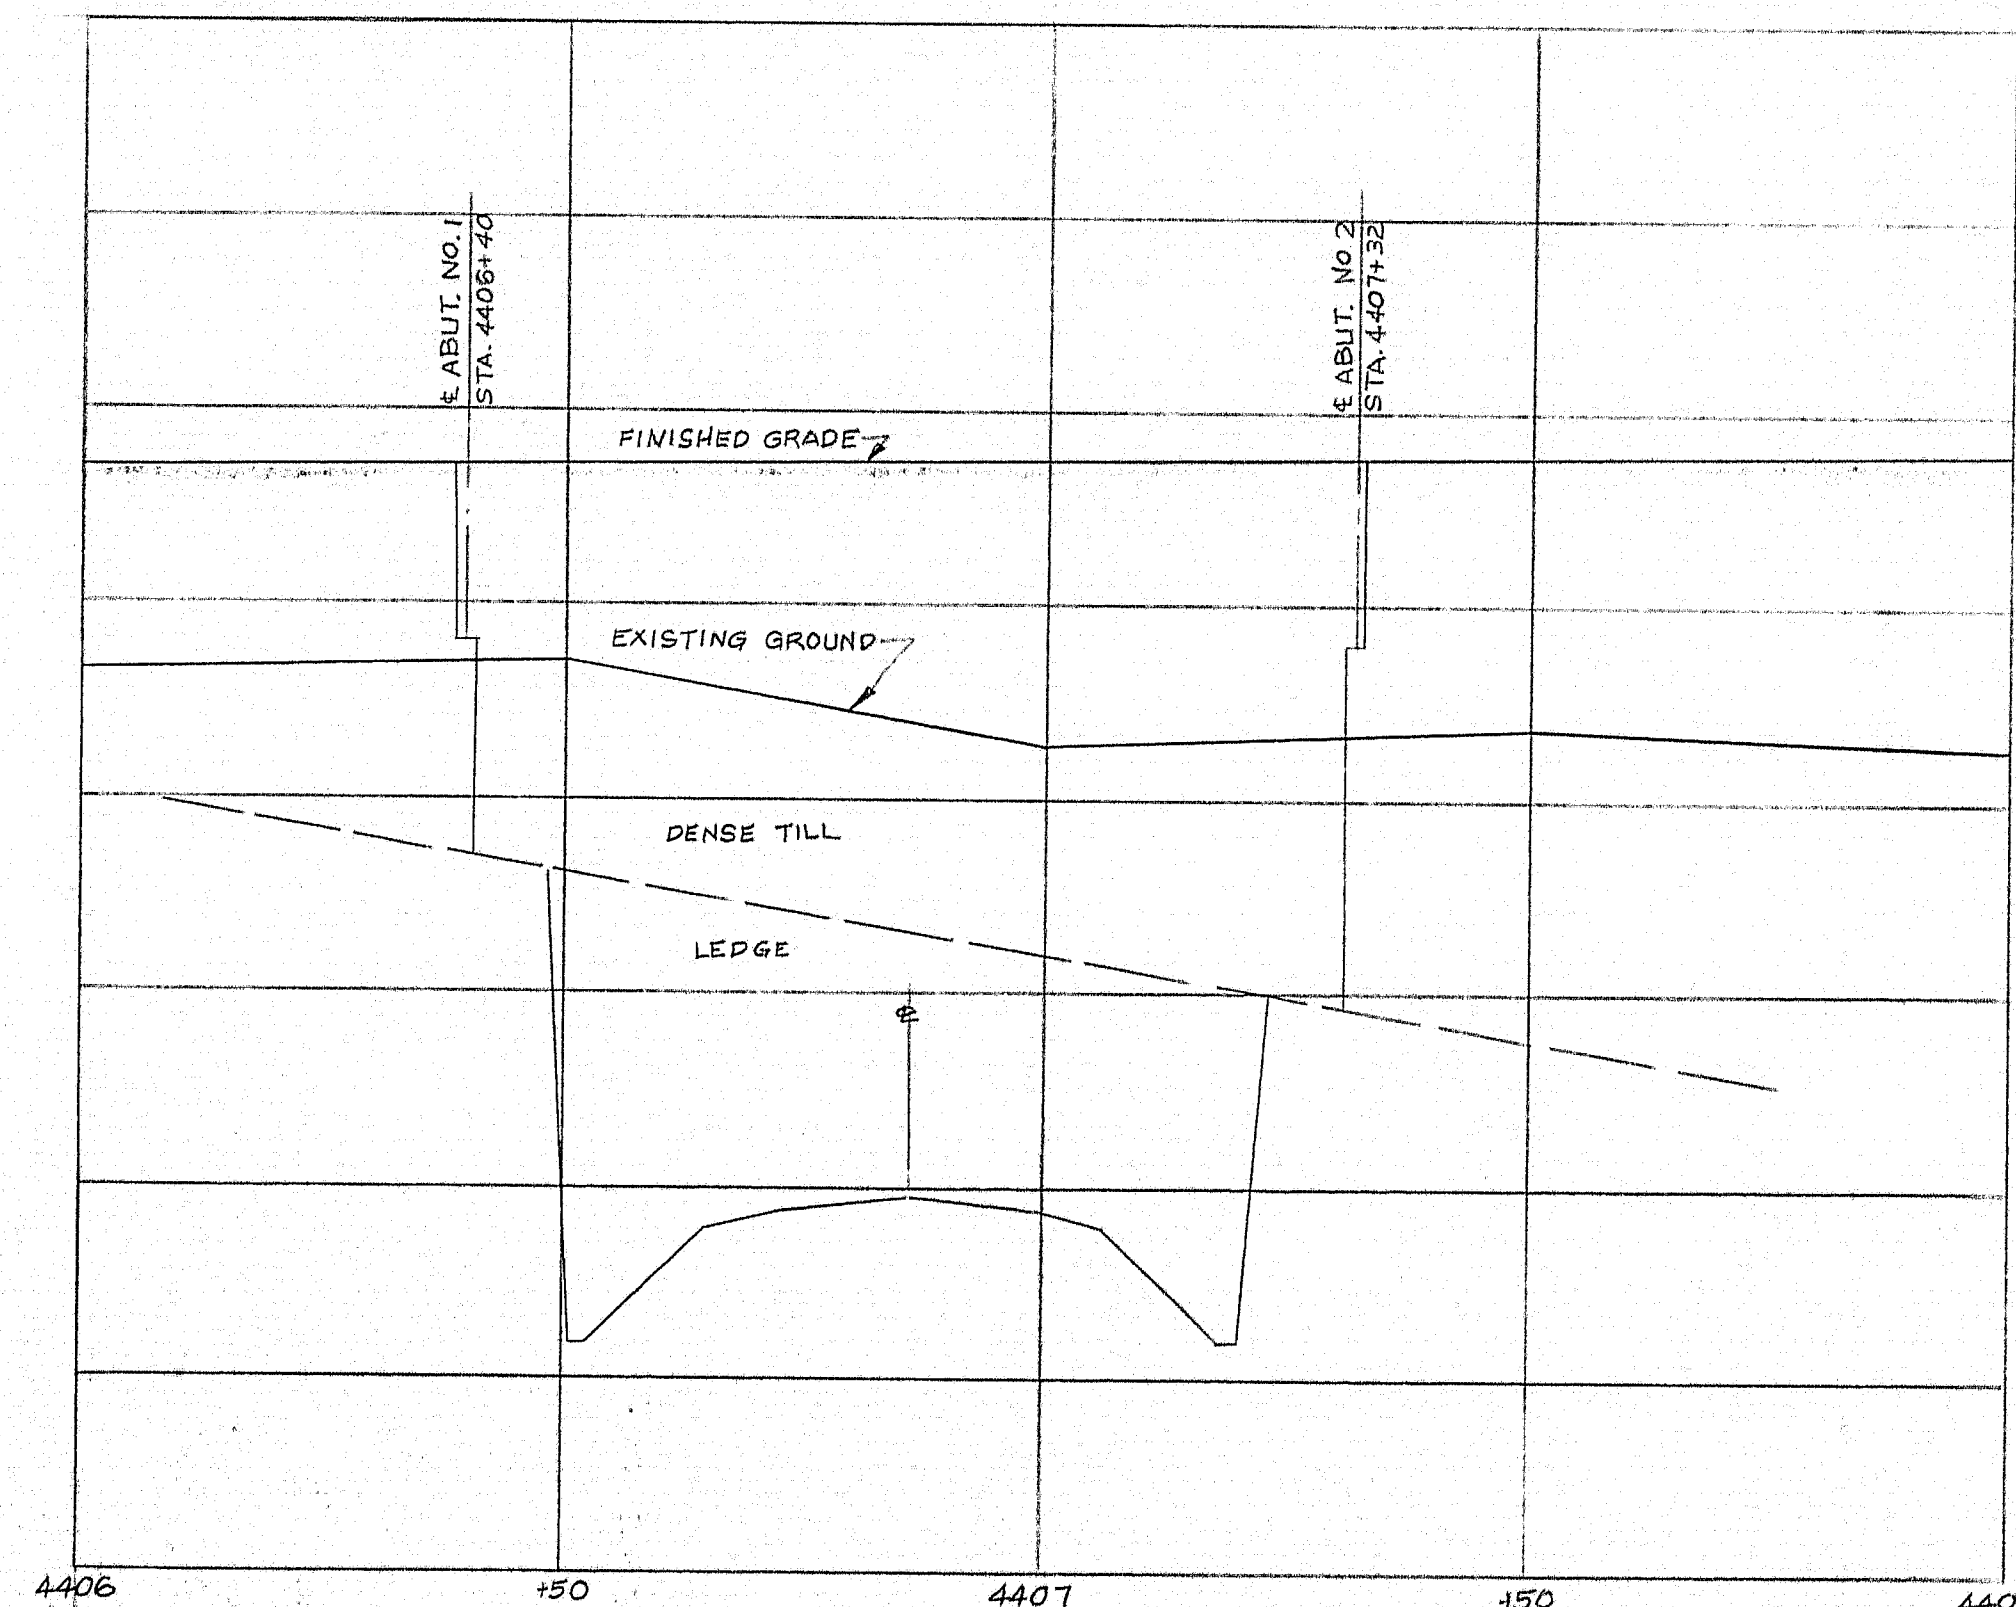 ℄ ABUT. NO. 1
STA. 4406+40
℄ ABUT. NO 2
STA. 4407+32
FINISHED GRADE
EXISTING GROUND
DENSE TILL
LEDGE
℄
4406 +50 4407 +50